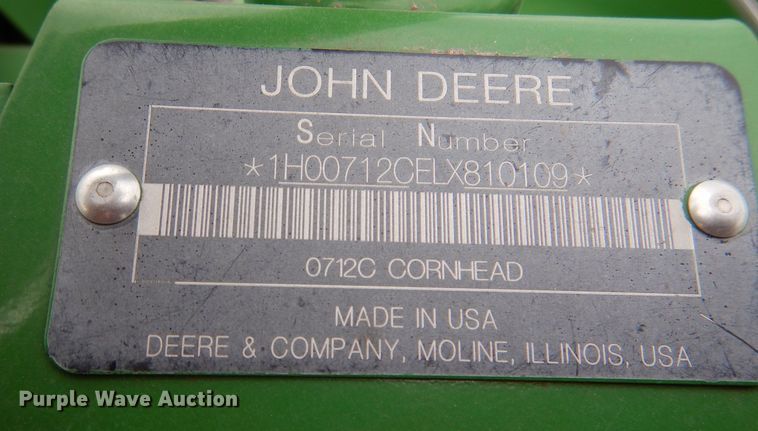 JOHN DEERE
Serial Number
*1H00712CELX810109*
0712C CORNHEAD
MADE IN USA
DEERE & COMPANY, MOLINE, ILLINOIS, USA
Purple Wave Auction